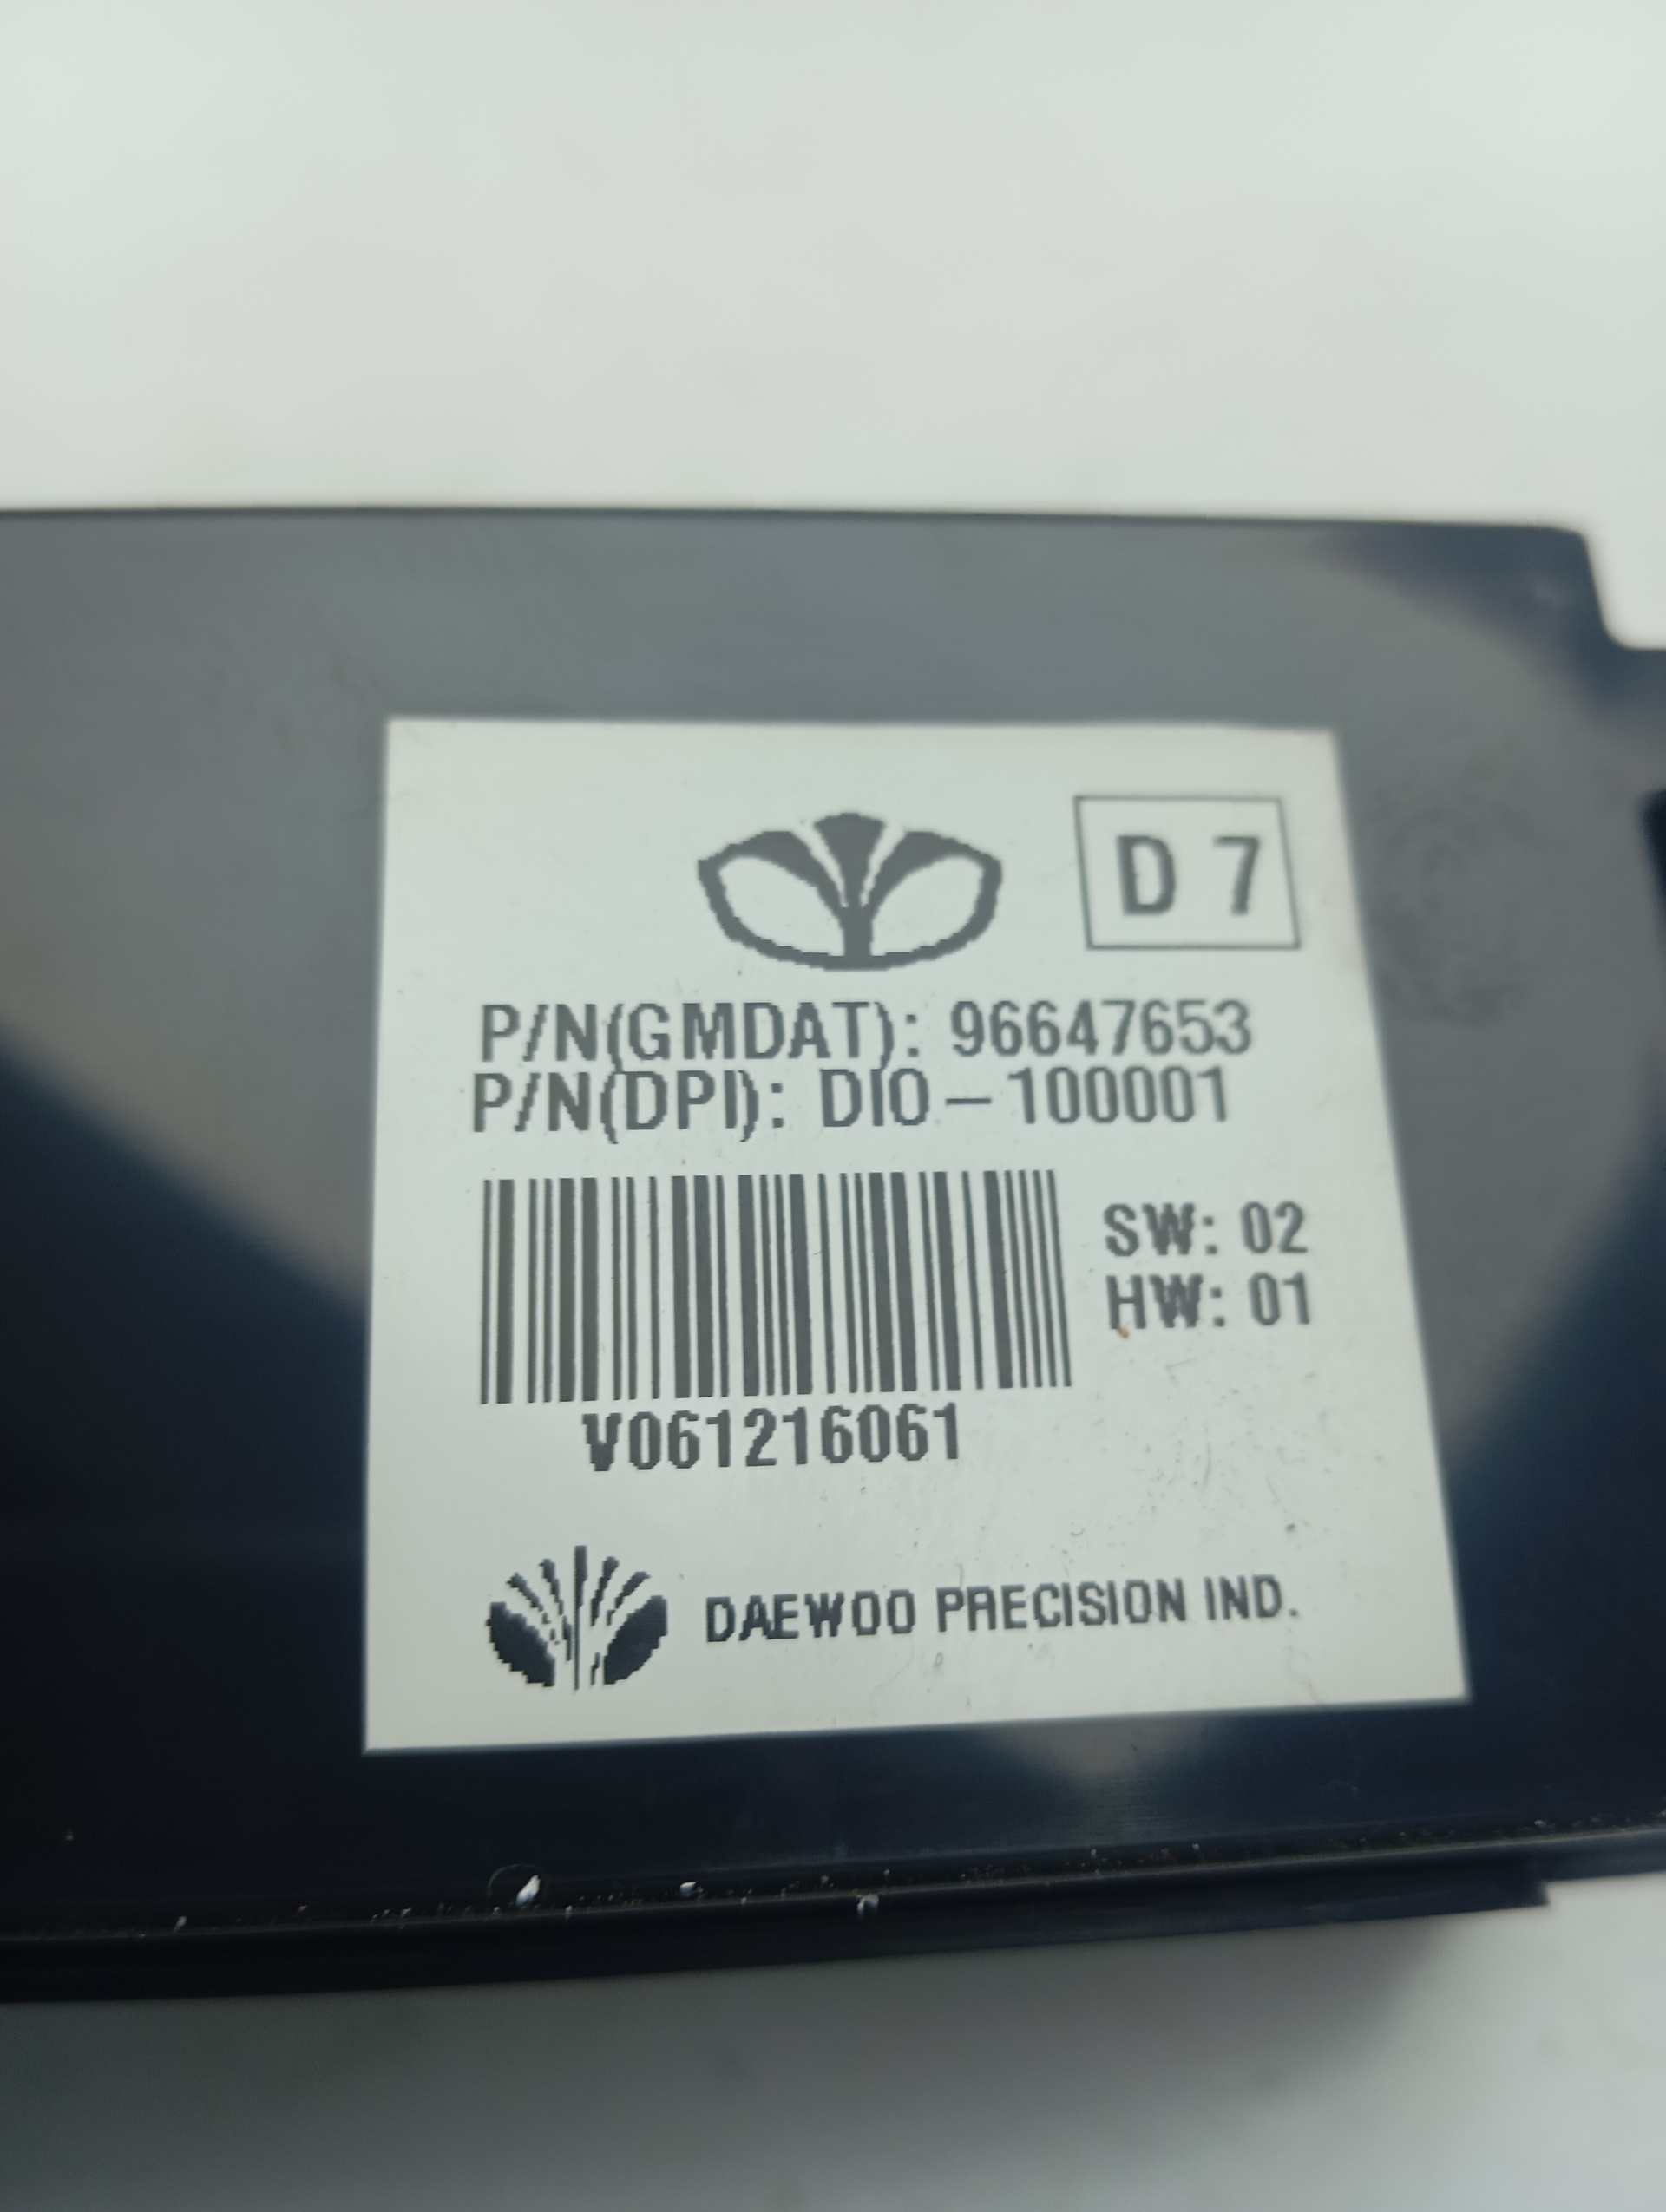 D 7
P/N(GMDAT): 96647653
P/N(DPI): DIO-100001
SW: 02
HW: 01
V061216061
DAEWOO PRECISION IND.